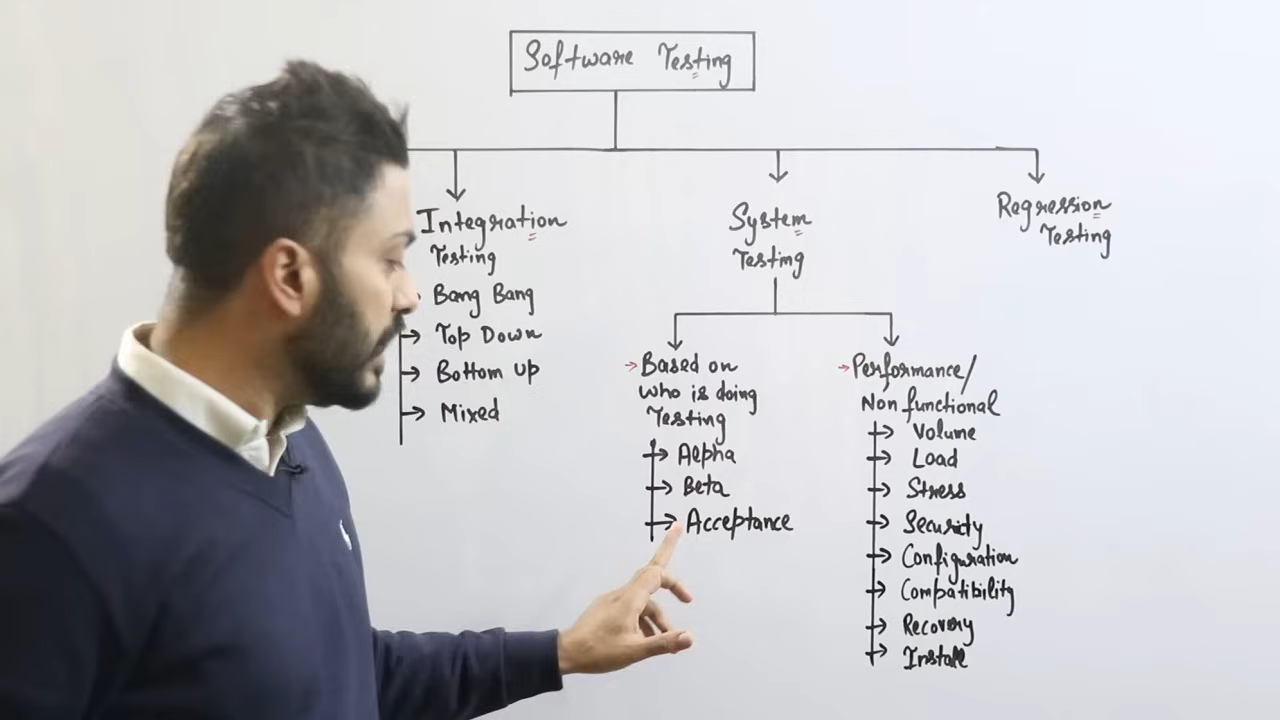 Software Testing
Integration
Testing
Bang Bang
Top Down
Bottom up
Mixed
System
Testing
Based on
who is doing
Testing
Alpha
Beta
Acceptance
Performance/
Non functional
Volume
Load
Stress
Security
Configuration
Compatibility
Recovery
Install
Regression
Testing